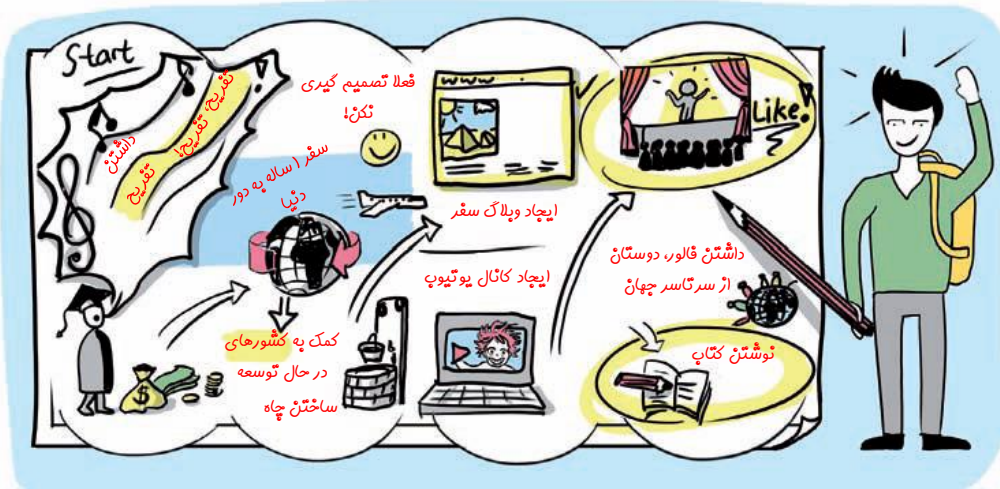 Start
تفریح، تفریح!
داشتن
تفریح
فعلا تصمیم گیری
نکن!
سفر ۱ ساله به دور
دنیا
کمک به کشورهای
در حال توسعه
ساختن چاه
www .
ایجاد وبلاگ سفر
ایجاد کانال یوتیوب
Like!
داشتن فالور، دوستان
از سرتاسر جهان
نوشتن کتاب
$